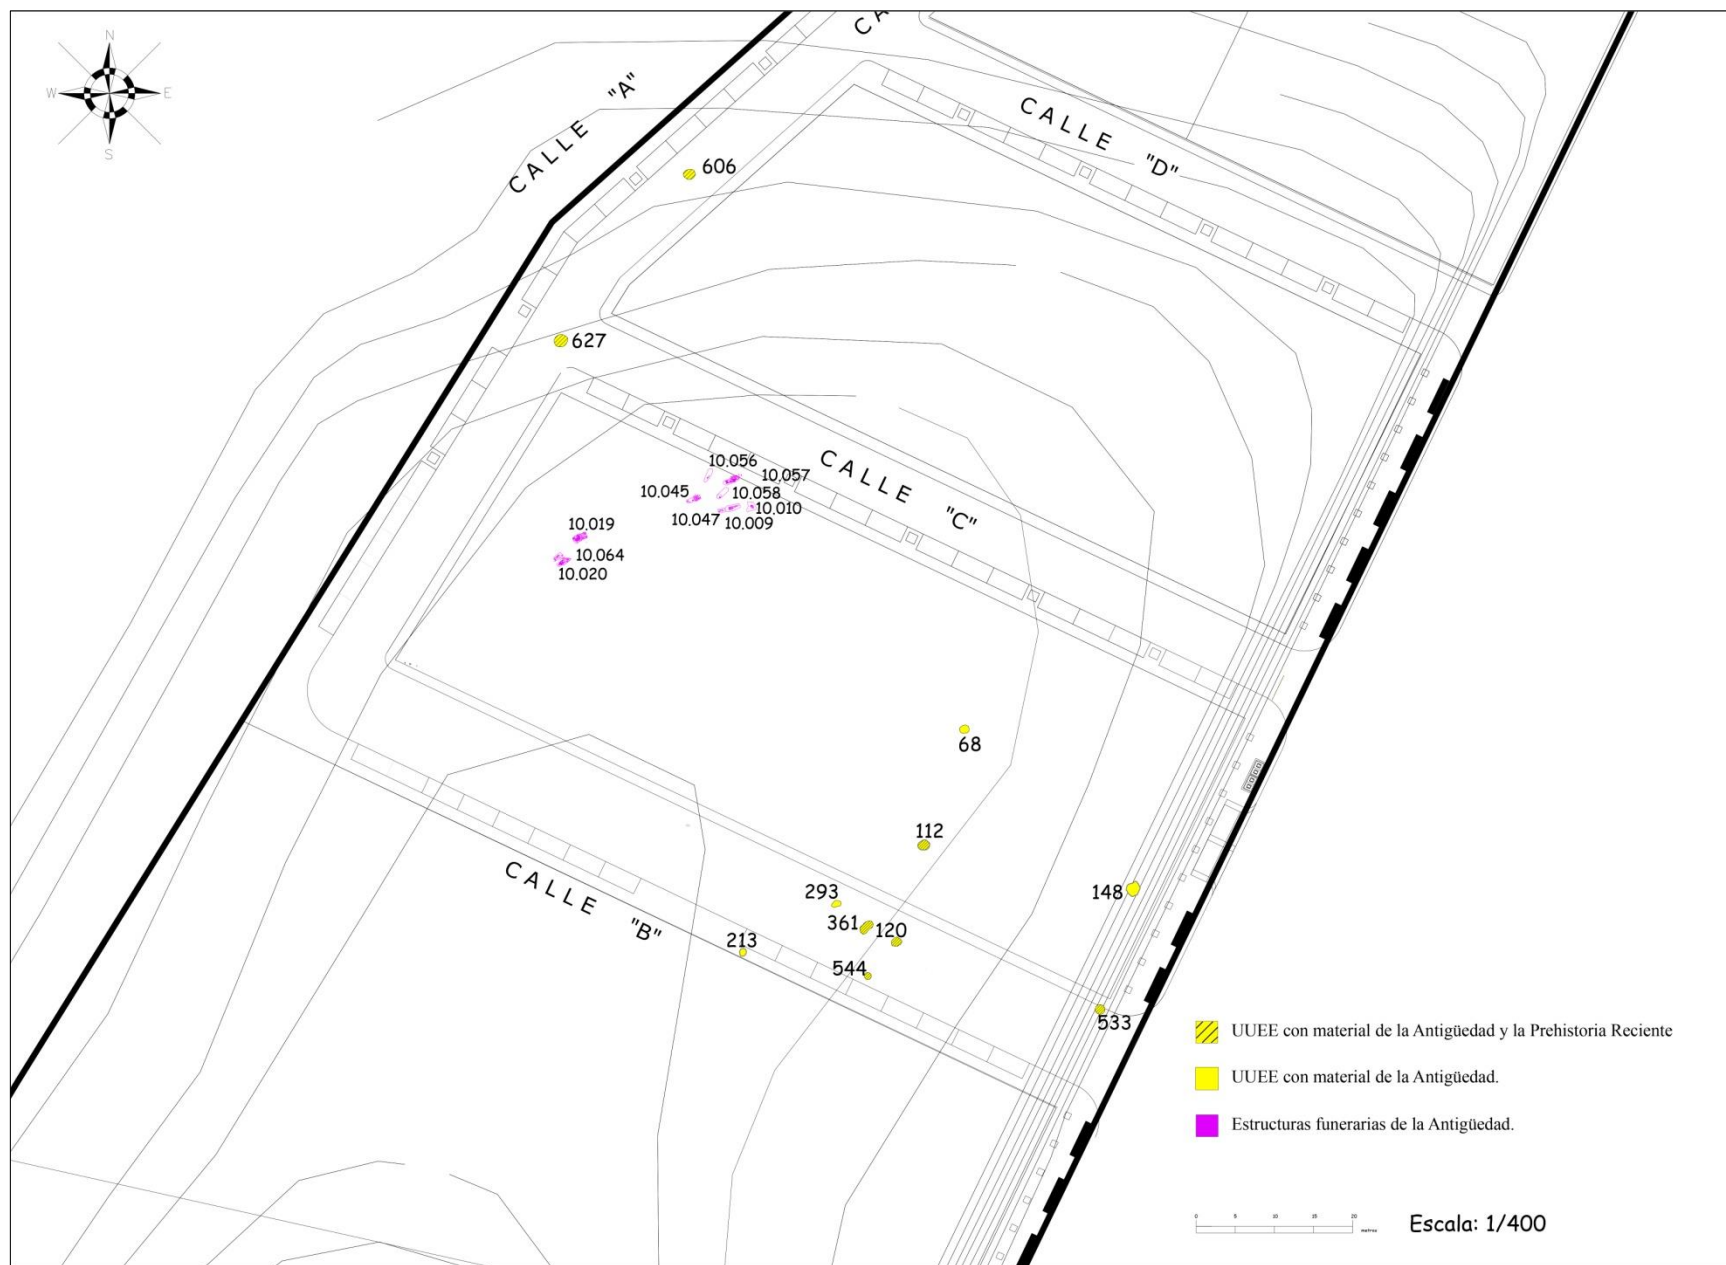 N
W E
S
CALLE "A"
CA
CALLE "D"
606
627
CALLE "C"
10.056
10.057
10.045
10.058
10.047
10.009
10.010
10.019
10.064
10.020
68
112
148
293
361
120
213
544
533
CALLE "B"
UUEE con material de la Antigüedad y la Prehistoria Reciente
UUEE con material de la Antigüedad.
Estructuras funerarias de la Antigüedad.
0 5 10 15 20
metros
Escala: 1/400